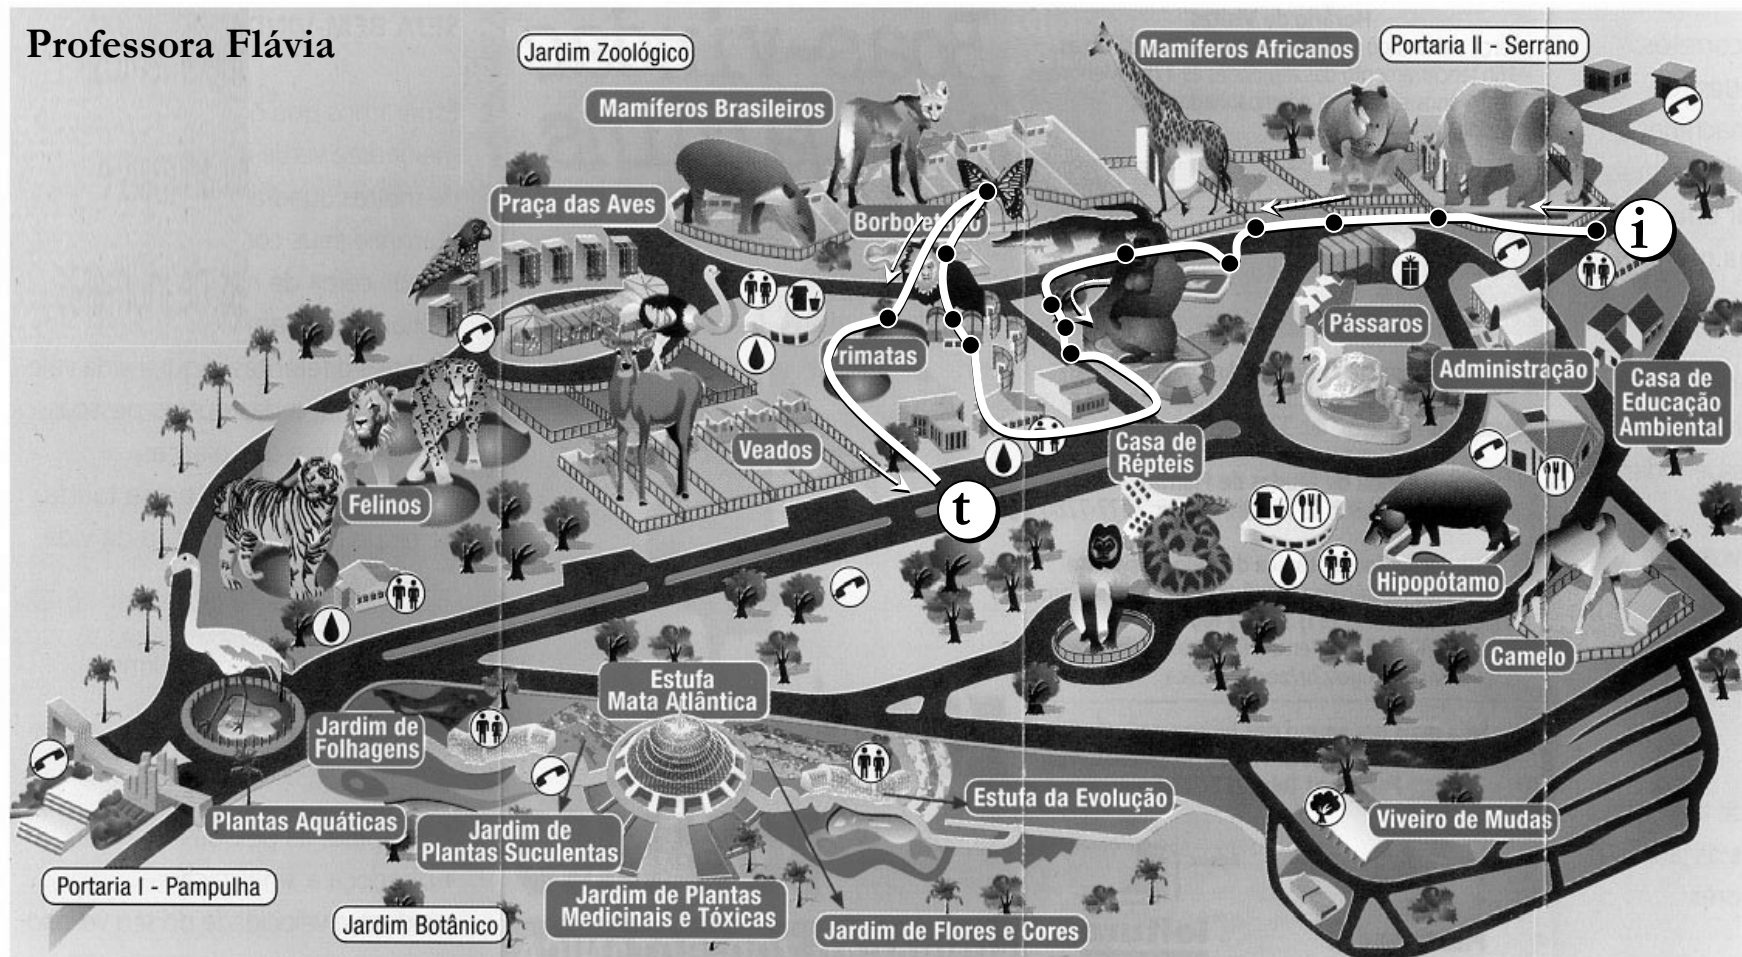 Professora Flávia
Jardim Zoológico
Mamíferos Africanos
Portaria II - Serrano
Mamíferos Brasileiros
Praça das Aves
Borboletário
i
Pássaros
Primatas
Administração
Casa de
Educação
Ambiental
Veados
Casa de
Répteis
Felinos
t
Hipopótamo
Camelo
Estufa
Mata Atlântica
Jardim de
Folhagens
Estufa da Evolução
Plantas Aquáticas
Jardim de
Plantas Suculentas
Viveiro de Mudas
Portaria I - Pampulha
Jardim Botânico
Jardim de Plantas
Medicinais e Tóxicas
Jardim de Flores e Cores